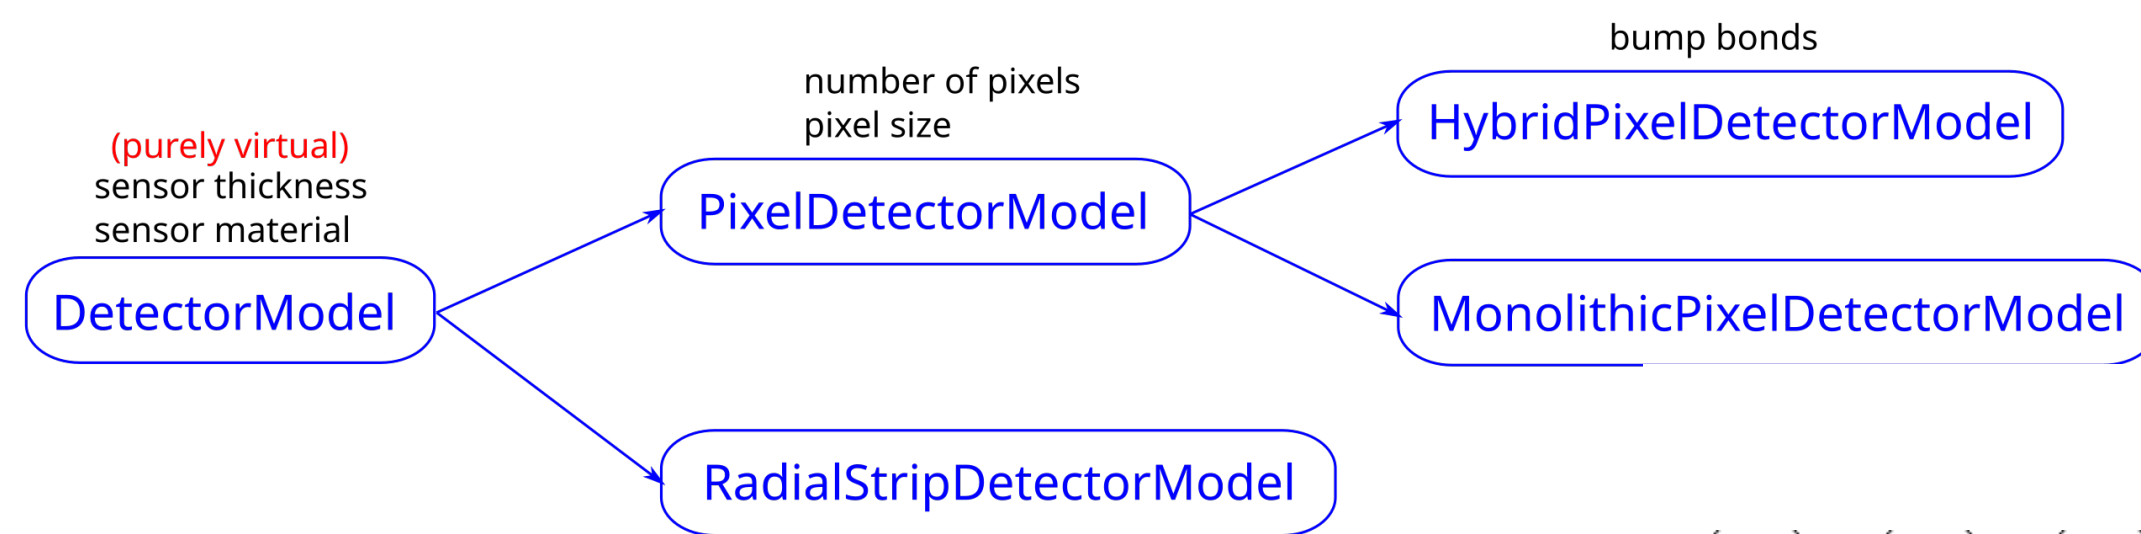 bump bonds
number of pixels
pixel size
HybridPixelDetectorModel
(purely virtual)
sensor thickness
sensor material
PixelDetectorModel
DetectorModel
MonolithicPixelDetectorModel
RadialStripDetectorModel